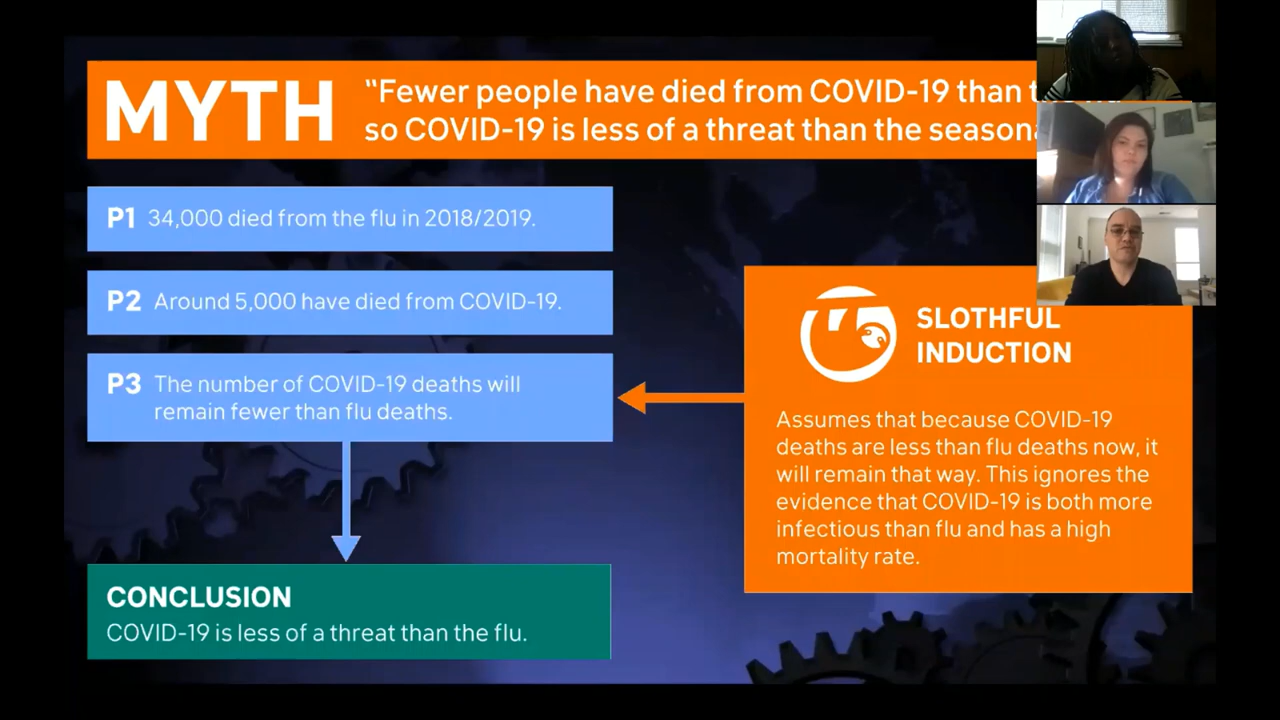 MYTH
"Fewer people have died from COVID-19 than
so COVID-19 is less of a threat than the
P1 34,000 died from the flu in 2018/2019.
P2 Around 5,000 have died from COVID-19.
P3 The number of COVID-19 deaths will
remain fewer than flu deaths.
CONCLUSION
COVID-19 is less of a threat than the flu.
SLOTHFUL
INDUCTION
Assumes that because COVID-19
deaths are less than flu deaths now, it
will remain that way. This ignores the
evidence that COVID-19 is both more
infectious than flu and has a high
mortality rate.